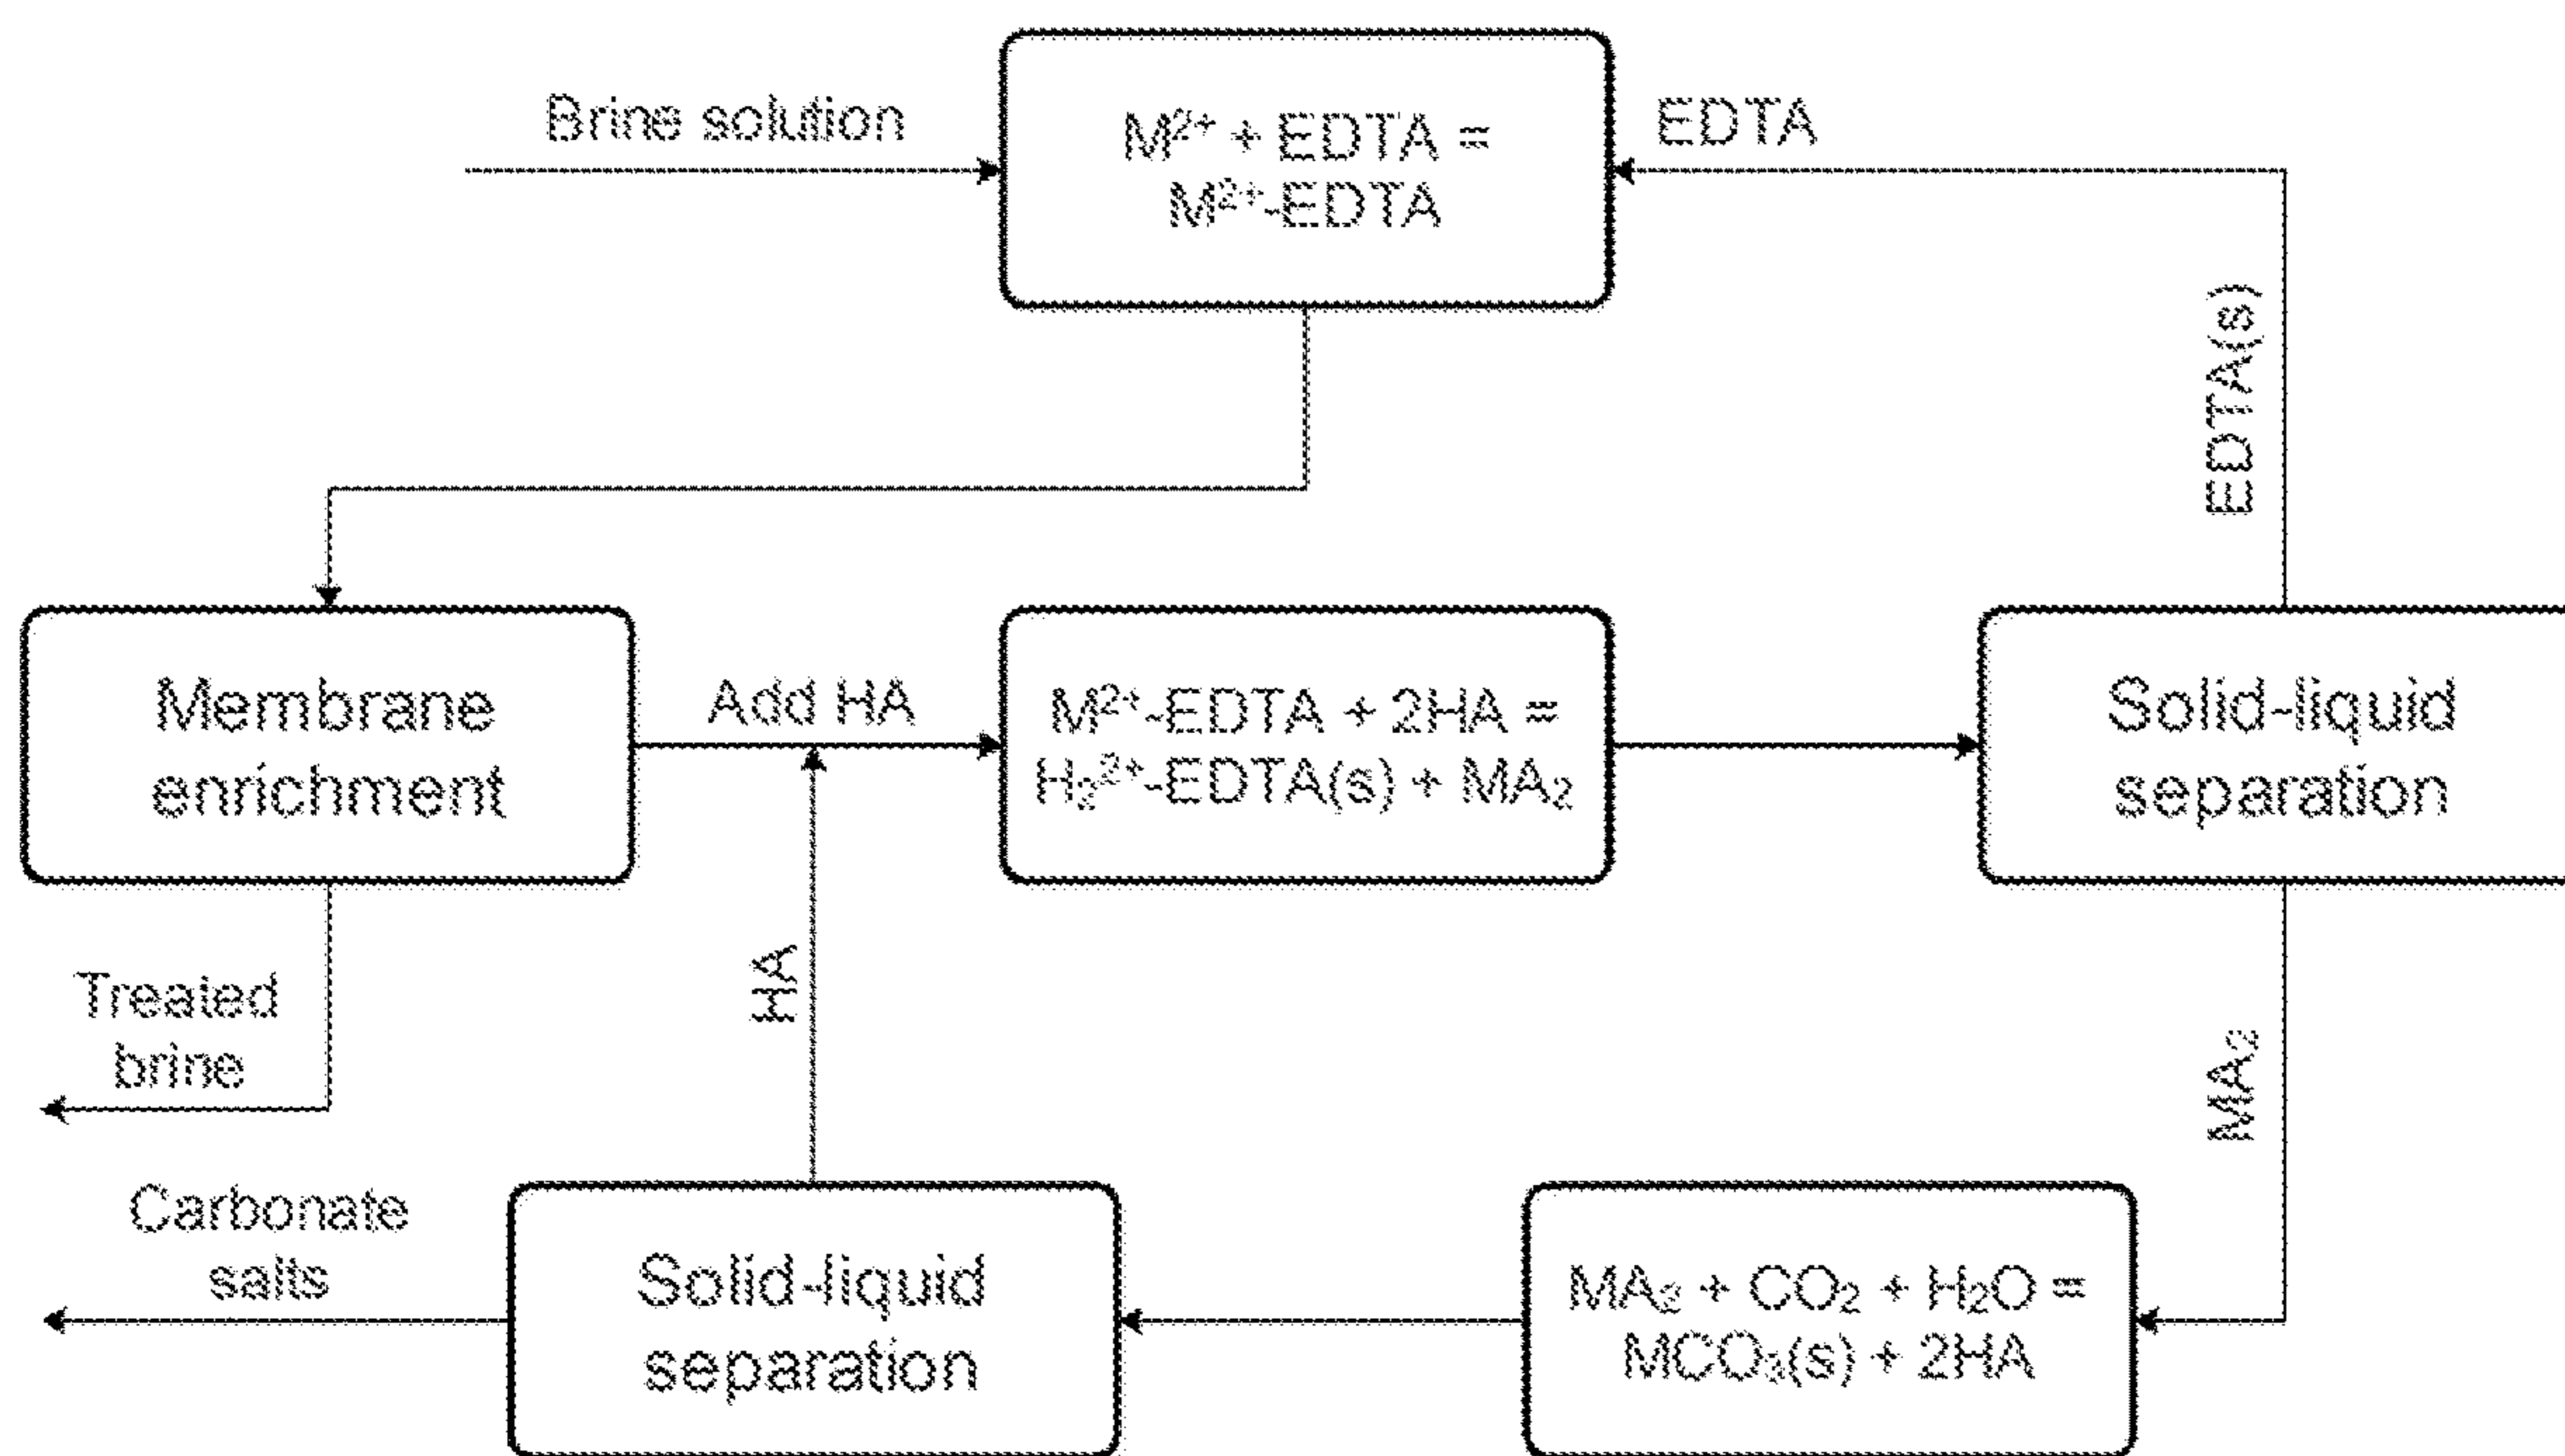 Brine solution
M²⁺ + EDTA =
M²⁺-EDTA
EDTA
EDTA(s)
Membrane
enrichment
Add HA
M²⁺-EDTA + 2HA =
H₂²⁺-EDTA(s) + MA₂
Solid-liquid
separation
Treated
brine
HA
MA₂
Carbonate
salts
Solid-liquid
separation
MA₂ + CO₂ + H₂O =
MCO₃(s) + 2HA